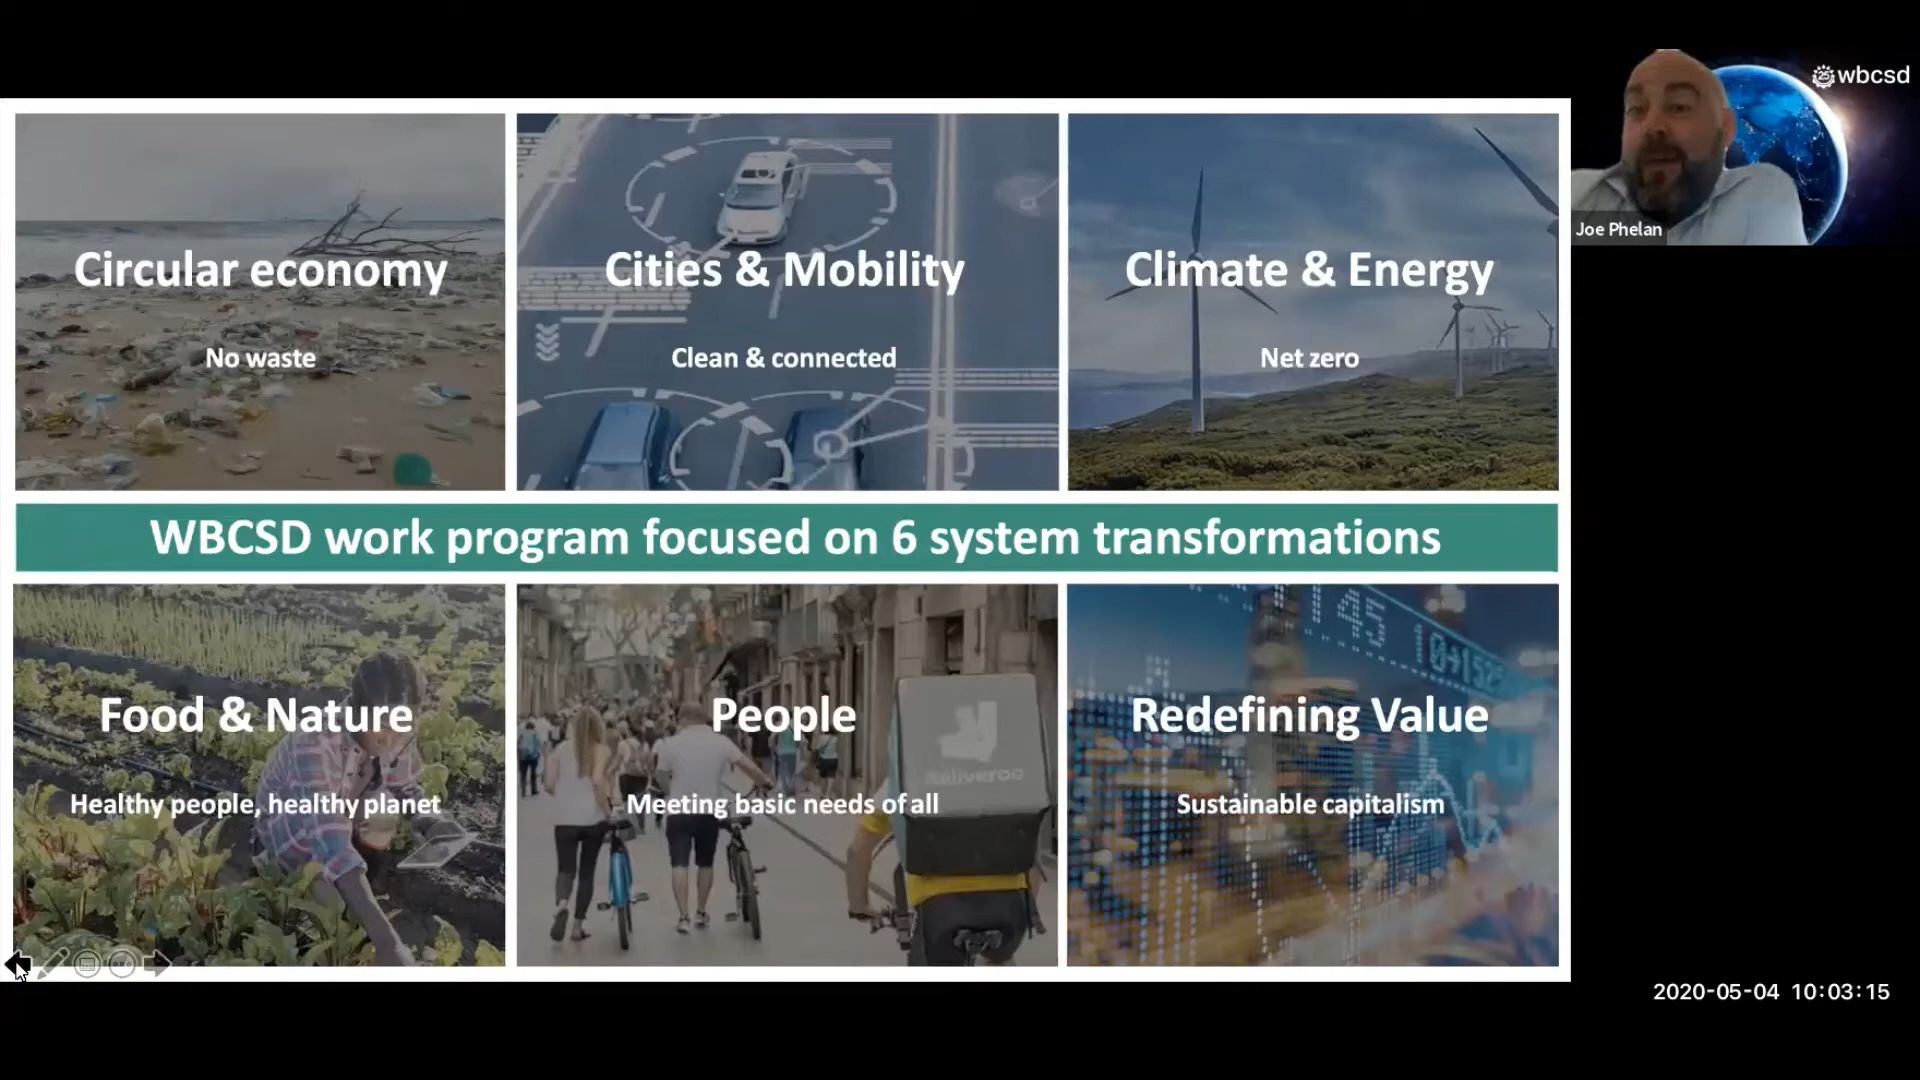 Circular economy
No waste
Cities & Mobility
Clean & connected
Climate & Energy
Net zero
WBCSD work program focused on 6 system transformations
Food & Nature
Healthy people, healthy planet
People
Meeting basic needs of all
deliveroo
Redefining Value
Sustainable capitalism
25 wbcsd
Joe Phelan
2020-05-04 10:03:15